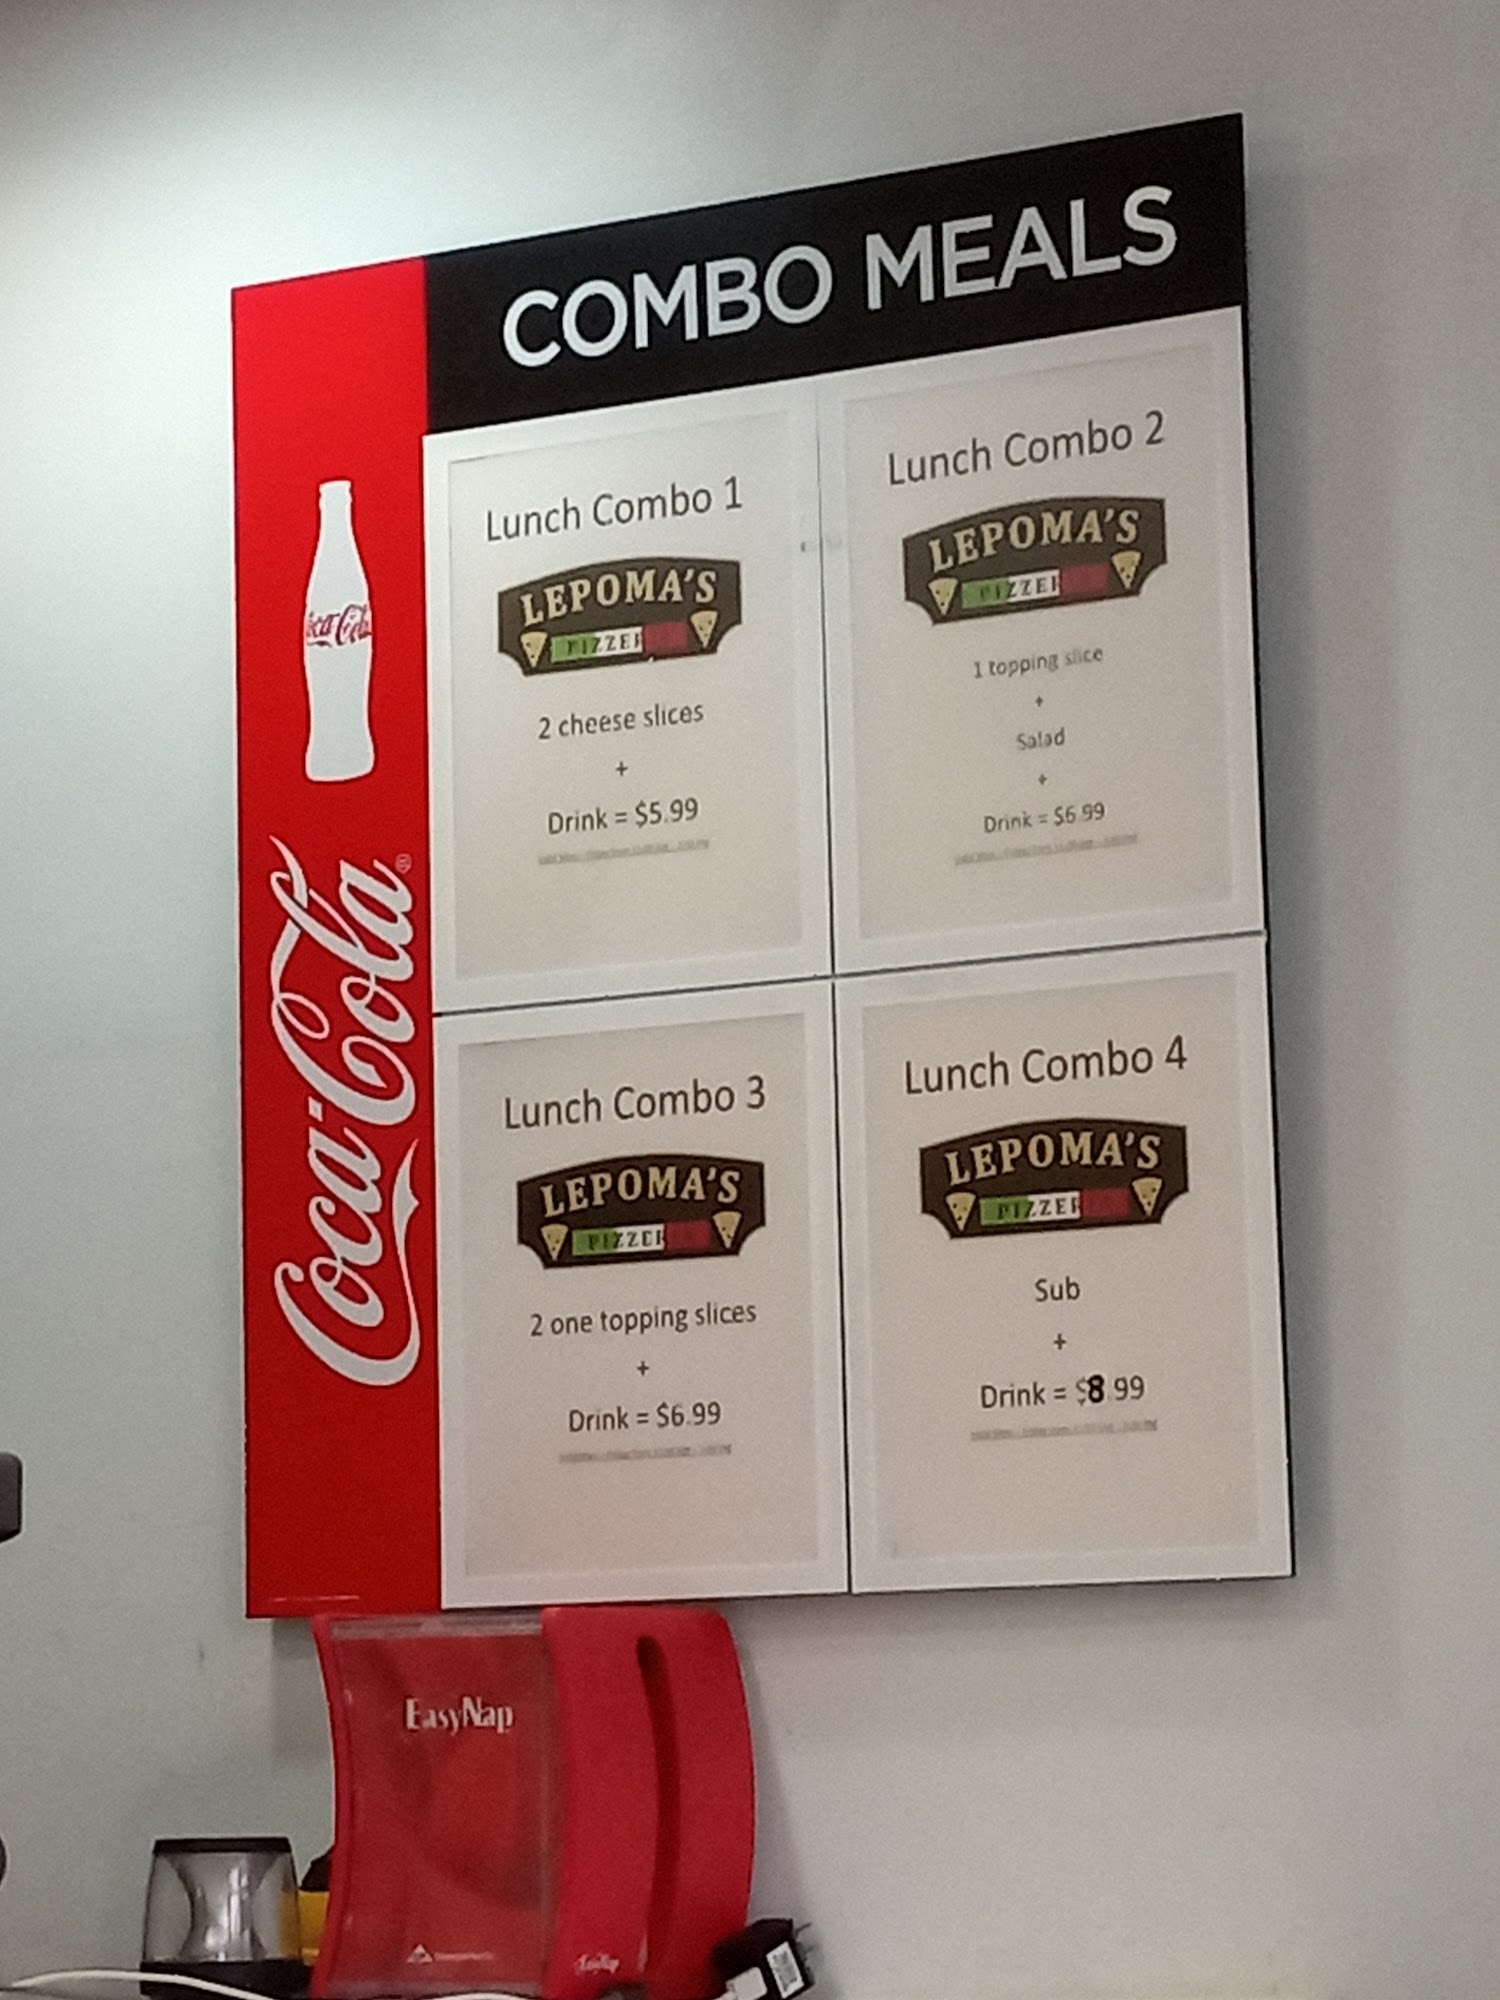 COMBO MEALS
Coca-Cola
Coca-Cola
Lunch Combo 1
LEPOMA'S
2 cheese slices
+
Drink = $5.99
Lunch Combo 2
LEPOMA'S
1 topping slice
+
Salad
+
Drink = $6.99
Lunch Combo 3
LEPOMA'S
2 one topping slices
+
Drink = $6.99
Lunch Combo 4
LEPOMA'S
Sub
+
Drink = $8.99
EasyNap
EasyNap